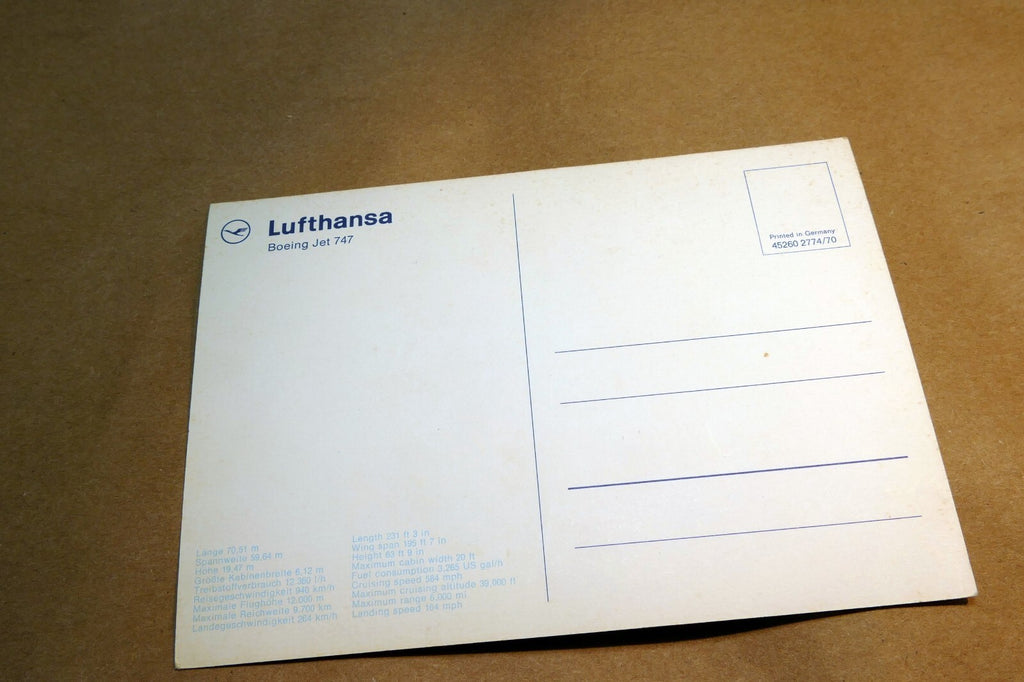 Lufthansa
Boeing Jet 747
Printed in Germany
45260 2774/70
Länge 70,51 m
Spannweite 59,64 m
Höhe 19,47 m
Größte Kabinenbreite 6,12 m
Treibstoffverbrauch 12.360 l/h
Reisegeschwindigkeit 940 km/h
Maximale Flughöhe 12.000 m
Maximale Reichweite 9.700 km
Landegeschwindigkeit 264 km/h
Length 231 ft 3 in
Wing span 195 ft 7 in
Height 63 ft 9 in
Maximum cabin width 20 ft
Fuel consumption 3,265 US gal/h
Cruising speed 584 mph
Maximum cruising altitude 39,000 ft
Maximum range 6,000 mi
Landing speed 164 mph